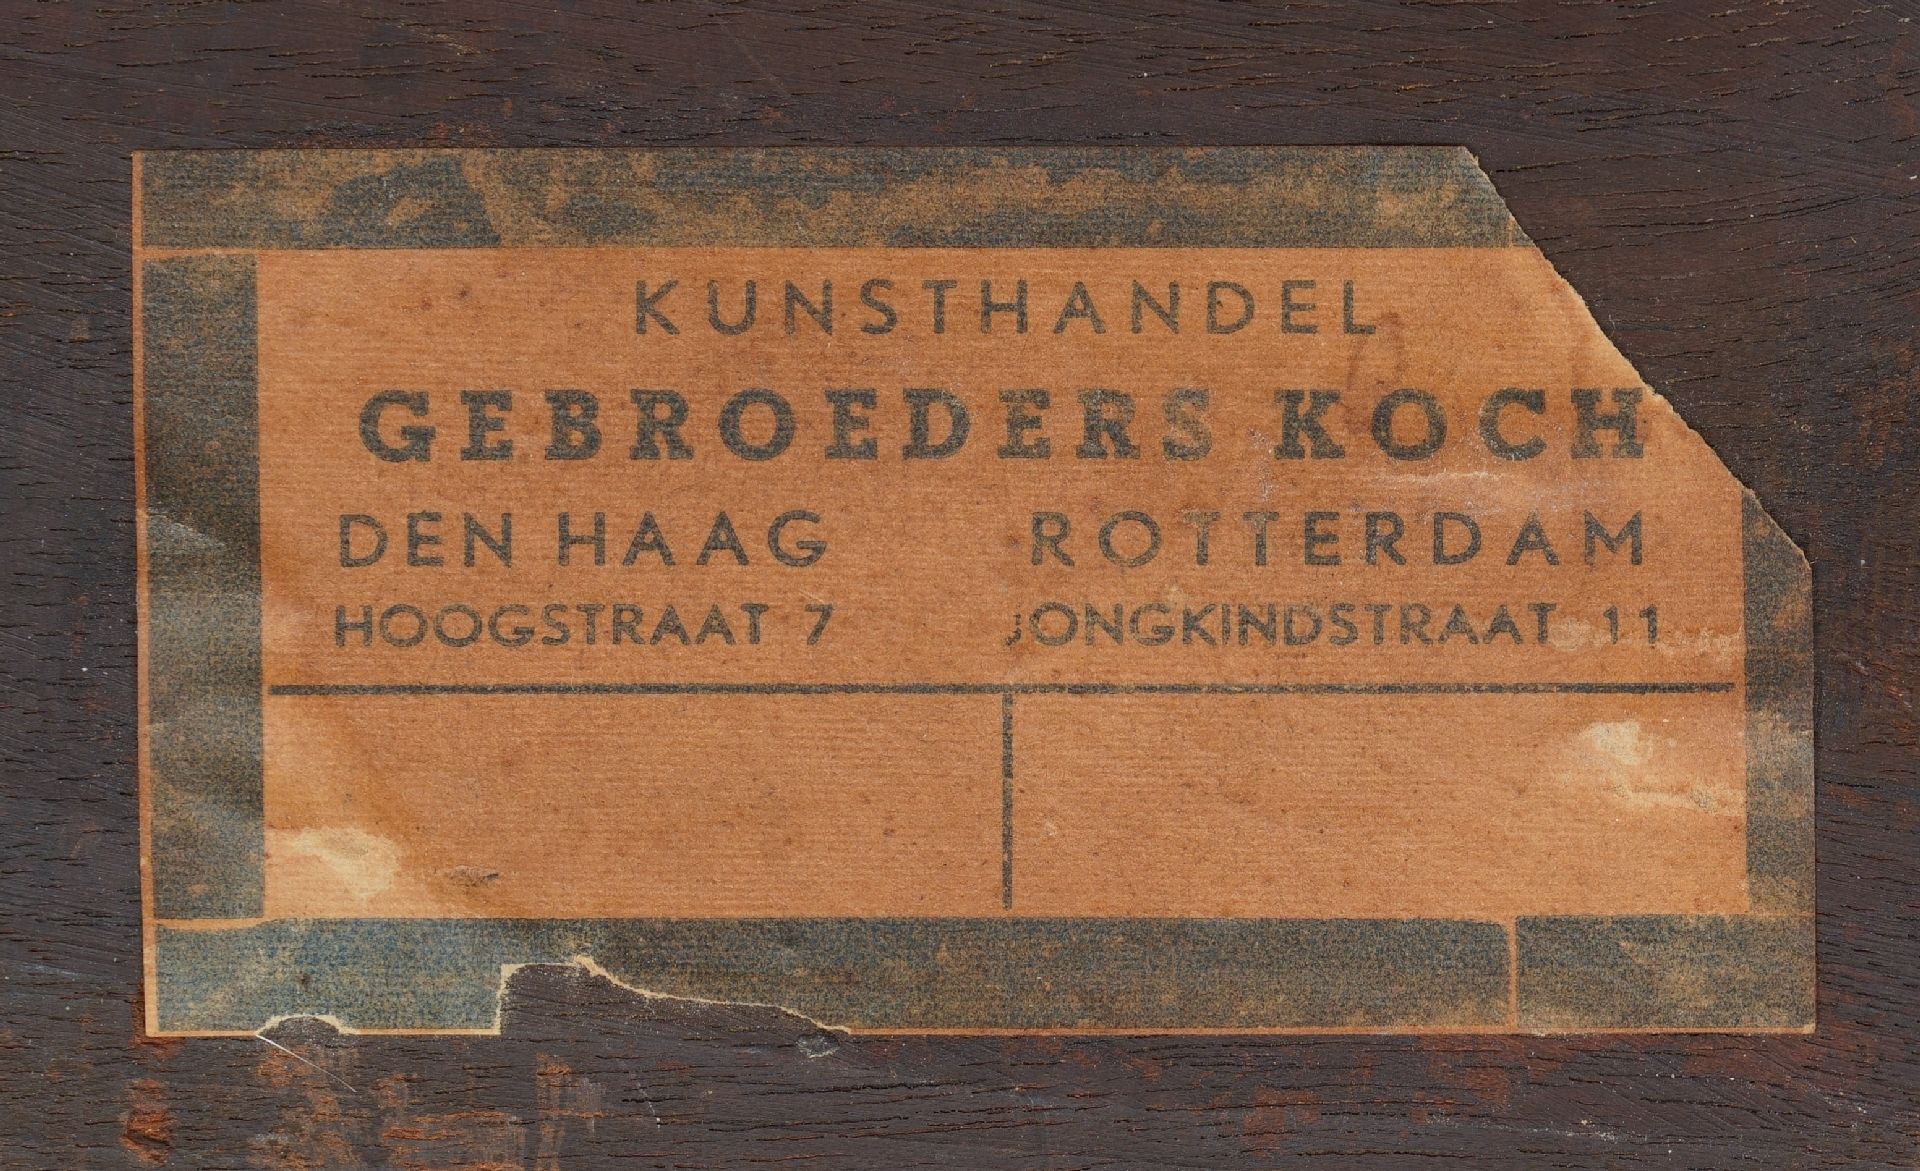 KUNSTHANDEL
GEBROEDERS KOCH
DEN HAAG ROTTERDAM
HOOGSTRAAT 7 JONGKINDSTRAAT 11